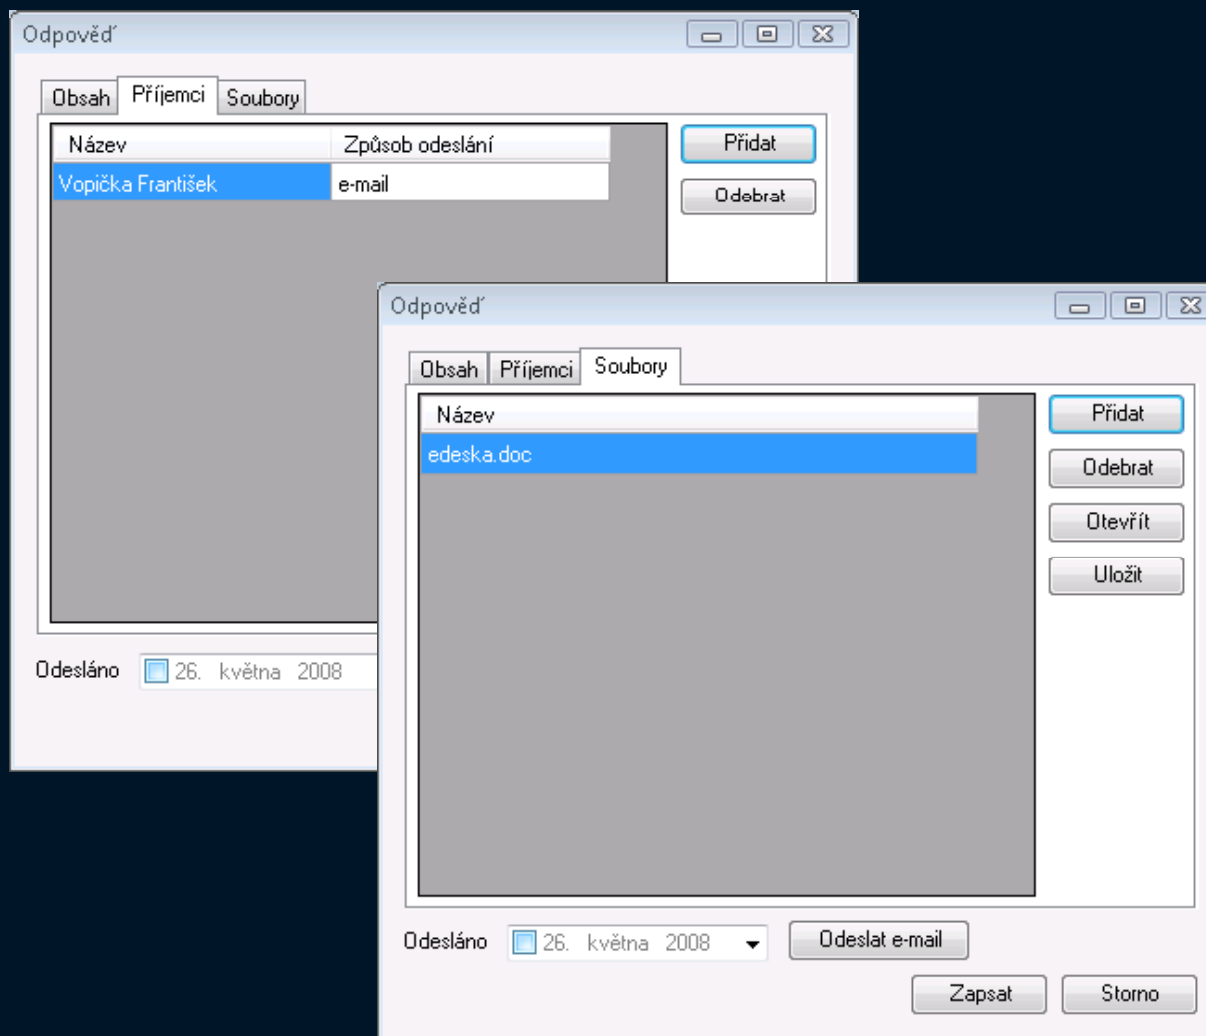 Odpověď
Obsah Příjemci Soubory
Název Způsob odeslání
Vopička František e-mail
Přidat
Odebrat
Odesláno 26. května 2008
Odpověď
Obsah Příjemci Soubory
Název
edeska.doc
Přidat
Odebrat
Otevřít
Uložit
Odesláno 26. května 2008 Odeslat e-mail
Zapsat Storno